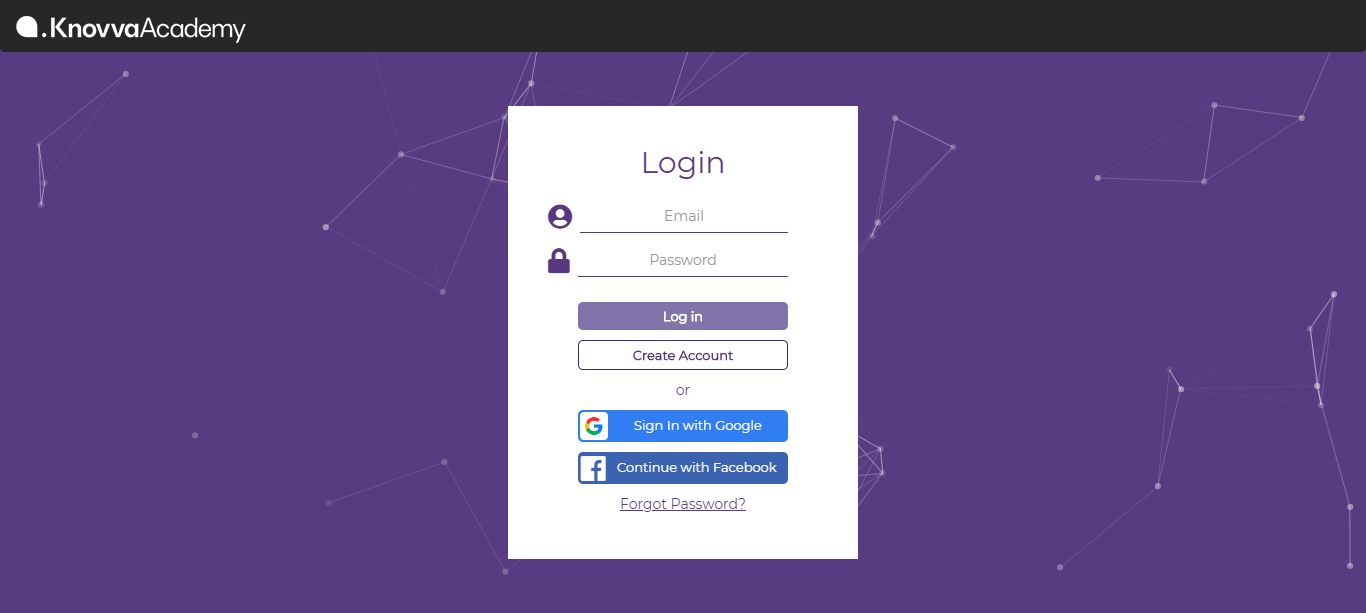 KnovvaAcademy
Login
Email
Password
Log in
Create Account
or
Sign In with Google
Continue with Facebook
Forgot Password?